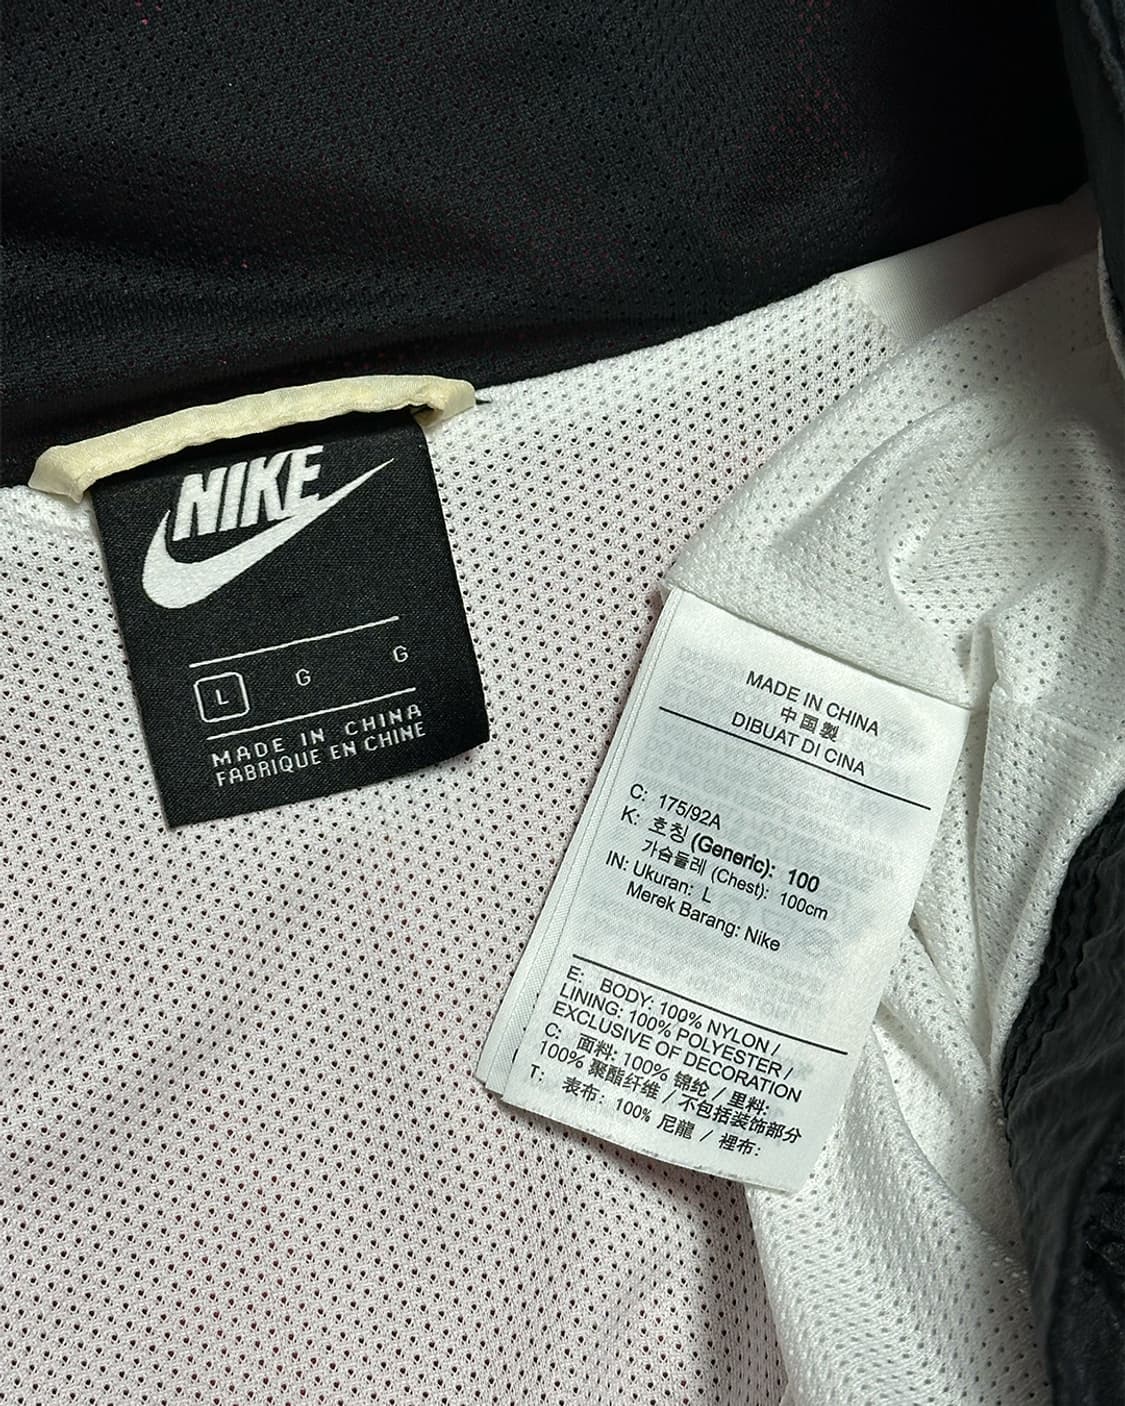 NIKE
L G G
MADE IN CHINA
FABRIQUE EN CHINE
MADE IN CHINA
中国製
DIBUAT DI CINA
C: 175/92A
K: 호칭 (Generic): 100
가슴둘레 (Chest): 100cm
IN: Ukuran: L
Merek Barang: Nike
E: BODY: 100% NYLON /
LINING: 100% POLYESTER /
EXCLUSIVE OF DECORATION
C: 面料: 100% 锦纶 / 里料:
100% 聚酯纤维 / 不包括装饰部分
T: 表布: 100% 尼龍 / 裡布: